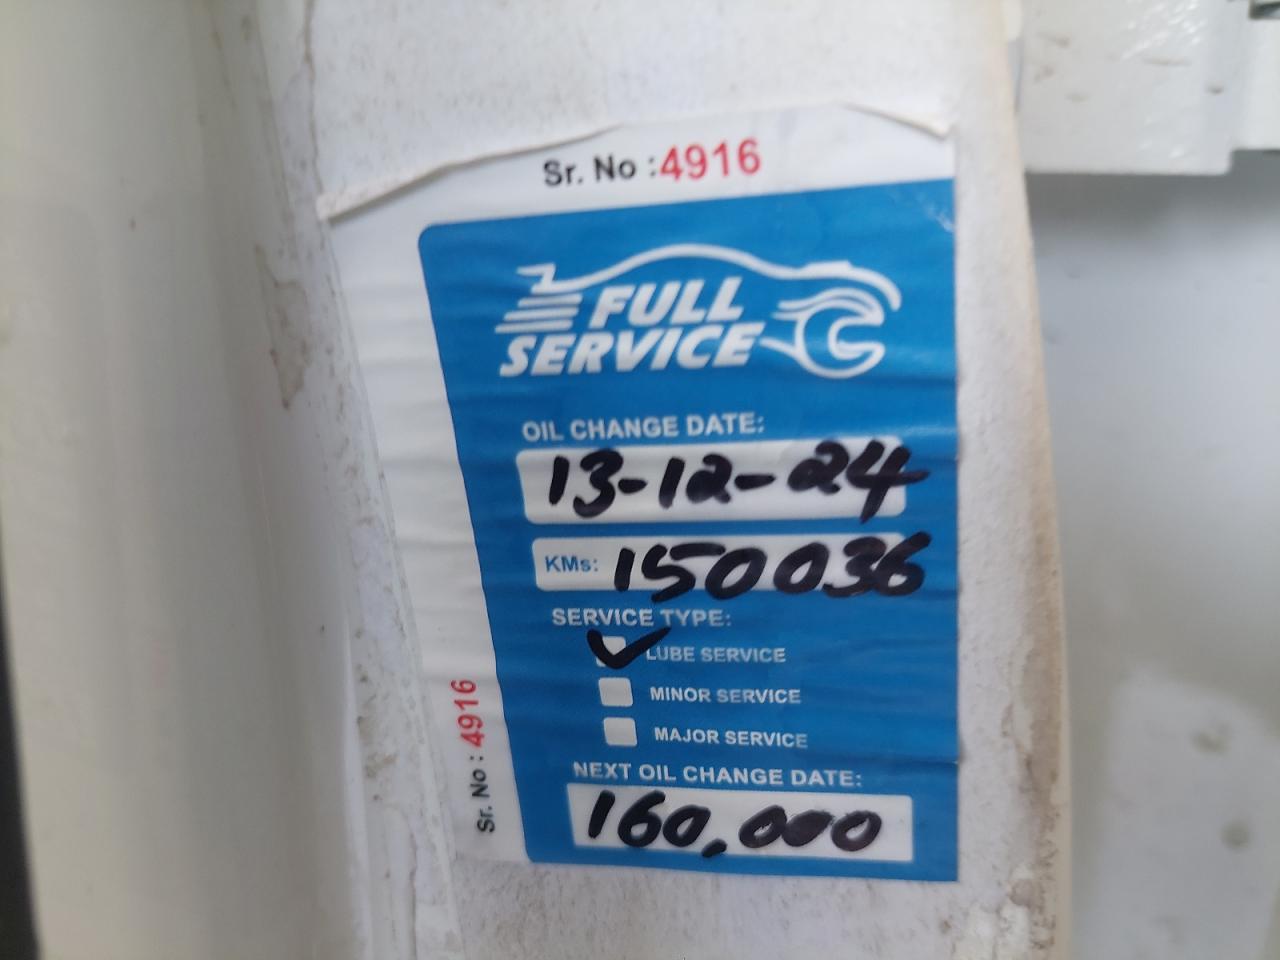 Sr. No : 4916
FULL
SERVICE
OIL CHANGE DATE:
13-12-24
KMs: 150036
SERVICE TYPE:
LUBE SERVICE
MINOR SERVICE
MAJOR SERVICE
NEXT OIL CHANGE DATE:
160,000
Sr. No : 4916